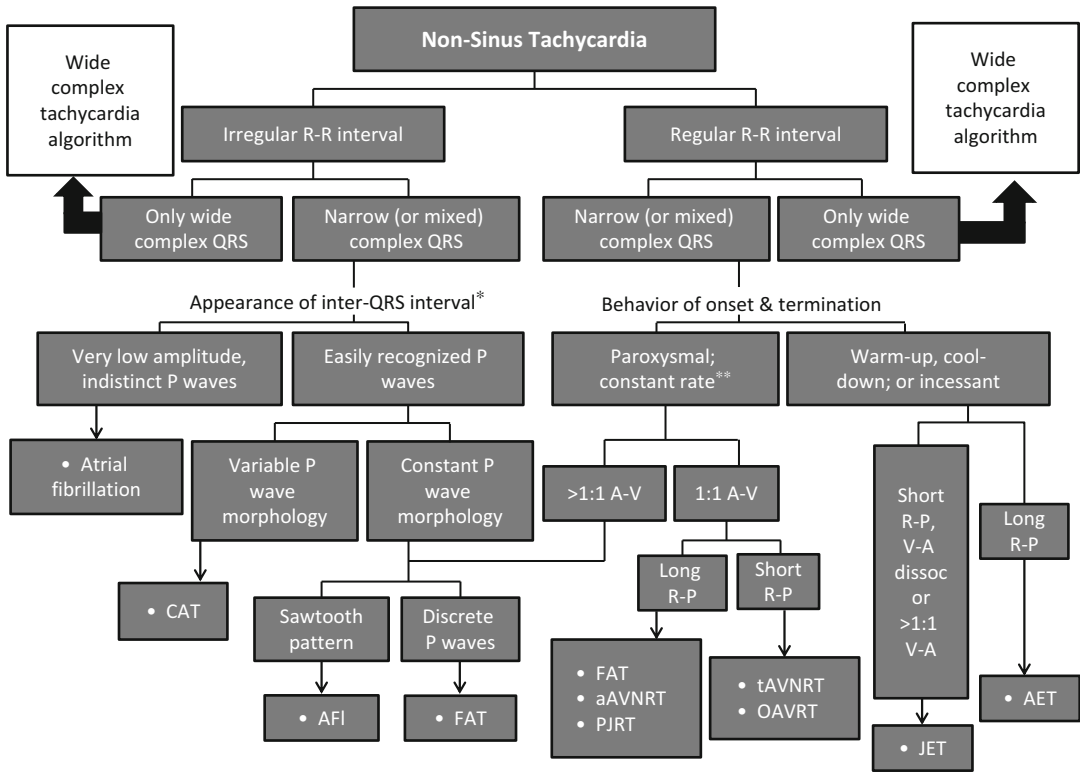 Non-Sinus Tachycardia
Wide
complex
tachycardia
algorithm
Wide
complex
tachycardia
algorithm
Irregular R-R interval
Regular R-R interval
Only wide
complex QRS
Narrow (or mixed)
complex QRS
Narrow (or mixed)
complex QRS
Only wide
complex QRS
Appearance of inter-QRS interval*
Behavior of onset & termination
Very low amplitude,
indistinct P waves
Easily recognized P
waves
Paroxysmal;
constant rate**
Warm-up, cool-
down; or incessant
• Atrial
fibrillation
Variable P
wave
morphology
Constant P
wave
morphology
>1:1 A-V
1:1 A-V
Short
R-P,
V-A
dissoc
or
>1:1
V-A
Long
R-P
Long
R-P
Short
R-P
• CAT
Sawtooth
pattern
Discrete
P waves
• FAT
• aAVNRT
• PJRT
• tAVNRT
• OAVRT
• AFl
• FAT
• JET
• AET